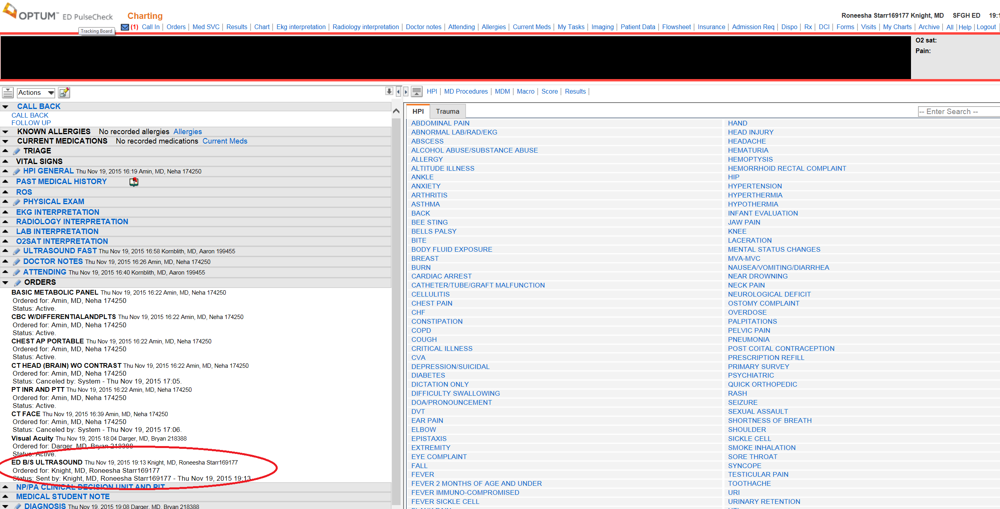 OPTUM™ ED PulseCheck
Charting
Roneesha Starr169177 Knight, MD SFGH ED 19:1
Tracking Board
(1) Call In | Orders | Med SVC | Results | Chart | Ekg interpretation | Radiology interpretation | Doctor notes | Attending | Allergies | Current Meds | My Tasks | Imaging | Patient Data | Flowsheet | Insurance | Admission Req | Dispo | Rx | DCI | Forms | Visits | My Charts | Archive | All | Help | Logout
O2 sat:
Pain:
Actions
CALL BACK
CALL BACK
FOLLOW UP
KNOWN ALLERGIES No recorded allergies Allergies
CURRENT MEDICATIONS No recorded medications Current Meds
TRIAGE
VITAL SIGNS
HPI GENERAL Thu Nov 19, 2015 16:19 Amin, MD, Neha 174250
PAST MEDICAL HISTORY
ROS
PHYSICAL EXAM
EKG INTERPRETATION
RADIOLOGY INTERPRETATION
LAB INTERPRETATION
O2SAT INTERPRETATION
ULTRASOUND FAST Thu Nov 19, 2015 16:58 Kornblith, MD, Aaron 199455
DOCTOR NOTES Thu Nov 19, 2015 16:26 Amin, MD, Neha 174250
ATTENDING Thu Nov 19, 2015 16:40 Kornblith, MD, Aaron 199455
ORDERS
BASIC METABOLIC PANEL Thu Nov 19, 2015 16:22 Amin, MD, Neha 174250
Ordered for: Amin, MD, Neha 174250
Status: Active.
CBC W/DIFFERENTIALANDPLTS Thu Nov 19, 2015 16:22 Amin, MD, Neha 174250
Ordered for: Amin, MD, Neha 174250
Status: Active.
CHEST AP PORTABLE Thu Nov 19, 2015 16:22 Amin, MD, Neha 174250
Ordered for: Amin, MD, Neha 174250
Status: Active.
CT HEAD (BRAIN) WO CONTRAST Thu Nov 19, 2015 16:22 Amin, MD, Neha 174250
Ordered for: Amin, MD, Neha 174250
Status: Canceled by: System - Thu Nov 19, 2015 17:05.
PT INR AND PTT Thu Nov 19, 2015 16:22 Amin, MD, Neha 174250
Ordered for: Amin, MD, Neha 174250
Status: Active.
CT FACE Thu Nov 19, 2015 16:39 Amin, MD, Neha 174250
Ordered for: Amin, MD, Neha 174250
Status: Canceled by: System - Thu Nov 19, 2015 17:06.
Visual Acuity Thu Nov 19, 2015 18:04 Darger, MD, Bryan 218388
Ordered for: Darger, MD, Bryan 218388
Status: Active.
ED B/S ULTRASOUND Thu Nov 19, 2015 19:13 Knight, MD, Roneesha Starr169177
Ordered for: Knight, MD, Roneesha Starr169177
Status: Sent by: Knight, MD, Roneesha Starr169177 - Thu Nov 19, 2015 19:13
NP/PA CLINICAL DECISION UNIT AND PIT
MEDICAL STUDENT NOTE
DIAGNOSIS Thu Nov 19, 2015 19:08 Darger, MD, Bryan 218388
HPI | MD Procedures | MDM | Macro | Score | Results |
HPI Trauma
-- Enter Search --
ABDOMINAL PAIN
ABNORMAL LAB/RAD/EKG
ABSCESS
ALCOHOL ABUSE/SUBSTANCE ABUSE
ALLERGY
ALTITUDE ILLNESS
ANKLE
ANXIETY
ARTHRITIS
ASTHMA
BACK
BEE STING
BELLS PALSY
BITE
BODY FLUID EXPOSURE
BREAST
BURN
CARDIAC ARREST
CATHETER/TUBE/GRAFT MALFUNCTION
CELLULITIS
CHEST PAIN
CHF
CONSTIPATION
COPD
COUGH
CRITICAL ILLNESS
CVA
DEPRESSION/SUICIDAL
DIABETES
DICTATION ONLY
DIFFICULTY SWALLOWING
DOA/PRONOUNCEMENT
DVT
EAR PAIN
ELBOW
EPISTAXIS
EXTREMITY
EYE COMPLAINT
FALL
FEVER
FEVER 2 MONTHS OF AGE AND UNDER
FEVER IMMUNO-COMPROMISED
FEVER SICKLE CELL
HAND
HEAD INJURY
HEADACHE
HEMATURIA
HEMOPTYSIS
HEMORRHOID RECTAL COMPLAINT
HIP
HYPERTENSION
HYPERTHERMIA
HYPOTHERMIA
INFANT EVALUATION
JAW PAIN
KNEE
LACERATION
MENTAL STATUS CHANGES
MVA-MVC
NAUSEA/VOMITING/DIARRHEA
NEAR DROWNING
NECK PAIN
NEUROLOGICAL DEFICIT
OSTOMY COMPLAINT
OVERDOSE
PALPITATIONS
PELVIC PAIN
PNEUMONIA
POST COITAL CONTRACEPTION
PRESCRIPTION REFILL
PRIMARY SURVEY
PSYCHIATRIC
QUICK ORTHOPEDIC
RASH
SEIZURE
SEXUAL ASSAULT
SHORTNESS OF BREATH
SHOULDER
SICKLE CELL
SMOKE INHALATION
SORE THROAT
SYNCOPE
TESTICULAR PAIN
TOOTHACHE
URI
URINARY RETENTION